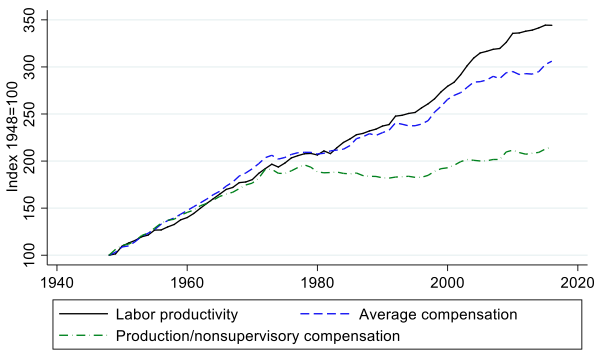 Index 1948=100
350
300
250
200
150
100
1940 1960 1980 2000 2020
Labor productivity Average compensation
Production/nonsupervisory compensation